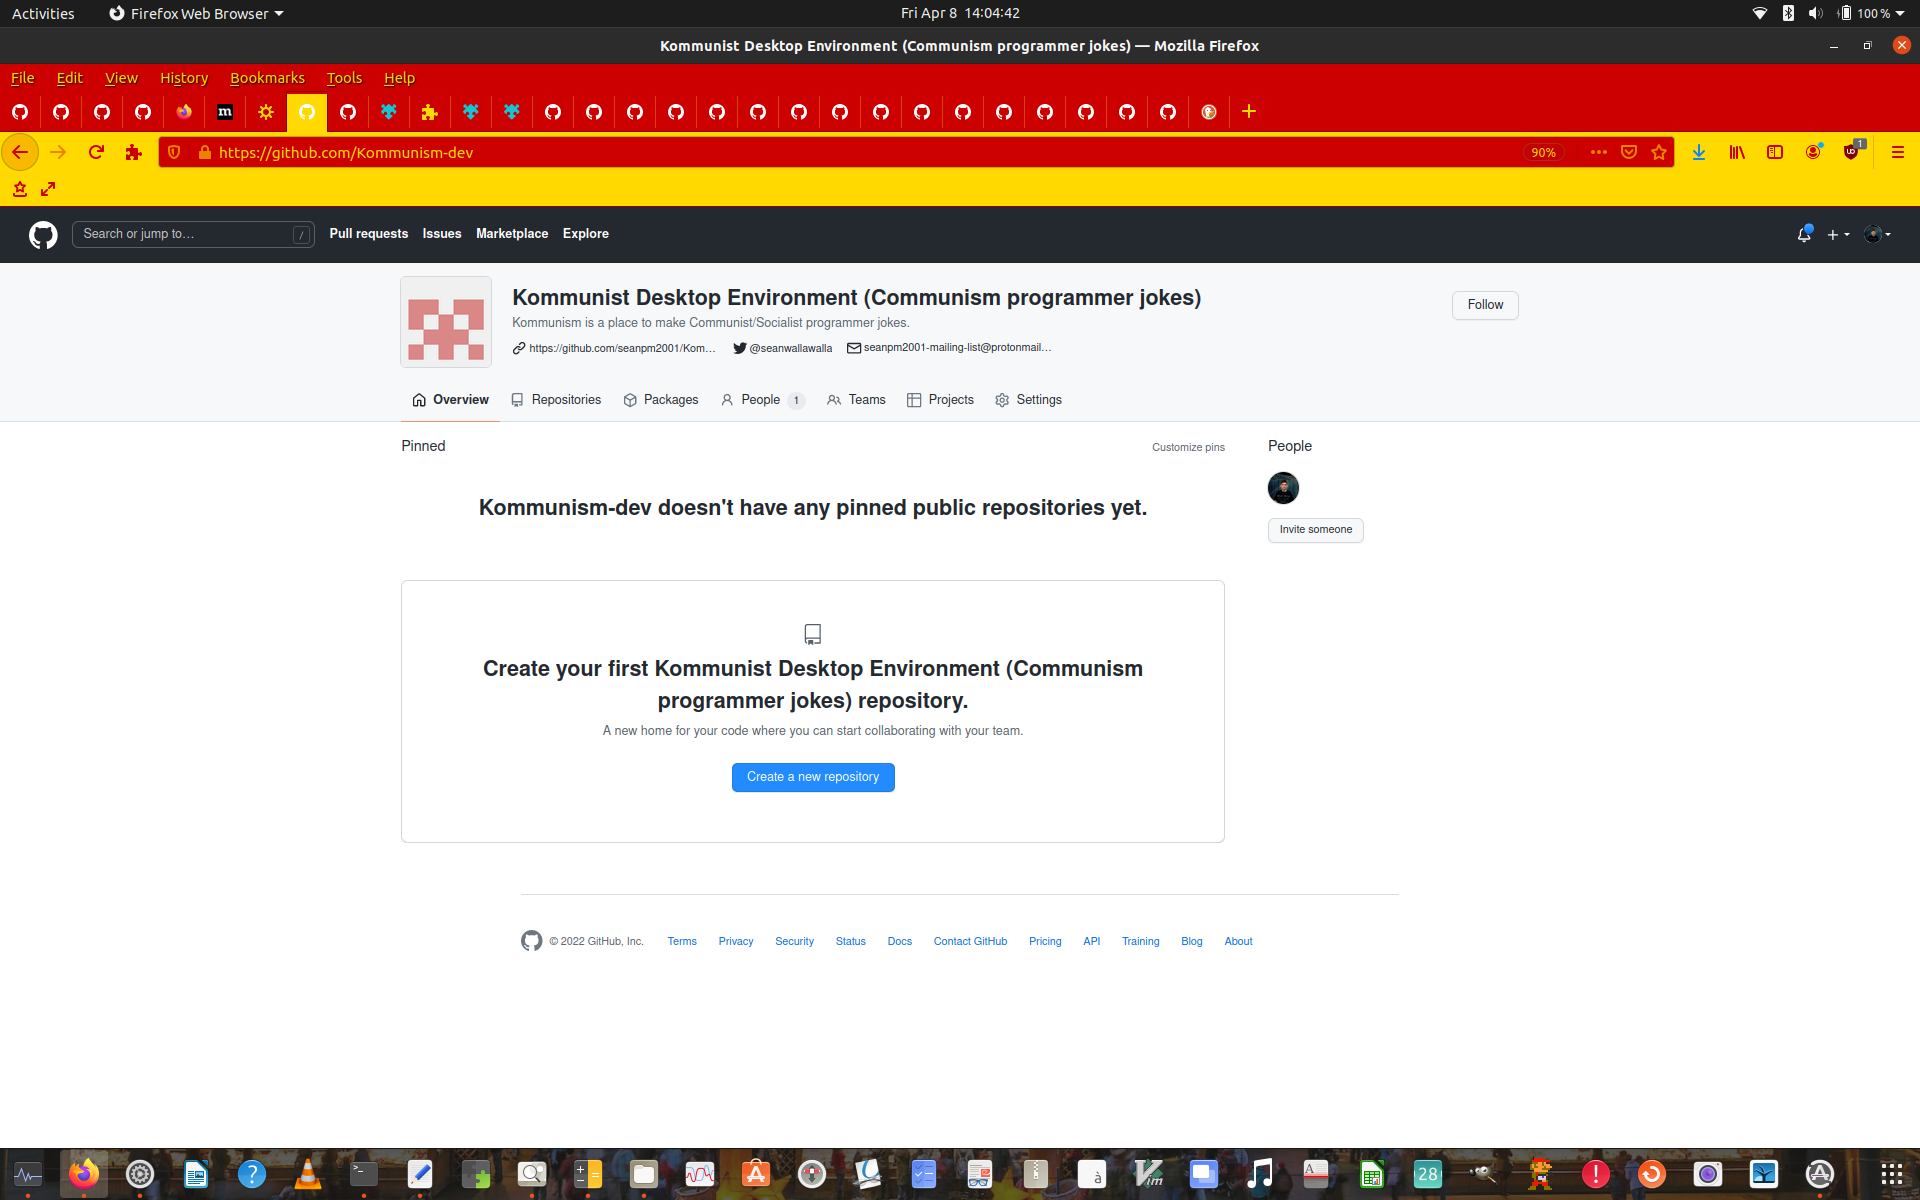 Activities Firefox Web Browser Fri Apr 8 14:04:42 100 %
Kommunist Desktop Environment (Communism programmer jokes) — Mozilla Firefox
File Edit View History Bookmarks Tools Help
m
https://github.com/Kommunism-dev 90% 1
Search or jump to… / Pull requests Issues Marketplace Explore
Kommunist Desktop Environment (Communism programmer jokes)
Follow
Kommunism is a place to make Communist/Socialist programmer jokes.
https://github.com/seanpm2001/Kom… @seanwallawalla seanpm2001-mailing-list@protonmail…
Overview Repositories Packages People 1 Teams Projects Settings
Pinned Customize pins People
Kommunism-dev doesn't have any pinned public repositories yet.
Invite someone
Create your first Kommunist Desktop Environment (Communism
programmer jokes) repository.
A new home for your code where you can start collaborating with your team.
Create a new repository
© 2022 GitHub, Inc. Terms Privacy Security Status Docs Contact GitHub Pricing API Training Blog About
>_ ? à Vim A 28 !